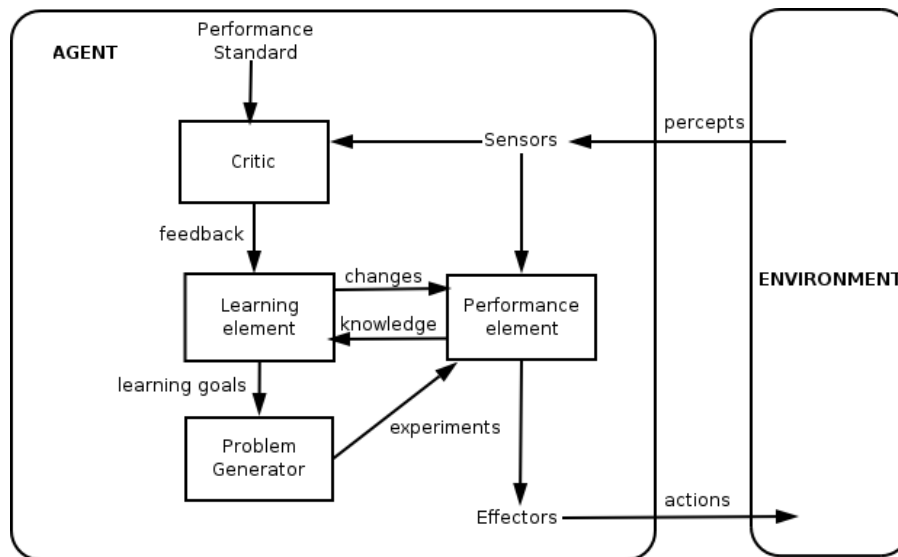 AGENT
Performance
Standard
percepts
Sensors
Critic
feedback
changes
ENVIRONMENT
Learning
element
Performance
element
knowledge
learning goals
experiments
Problem
Generator
Effectors
actions